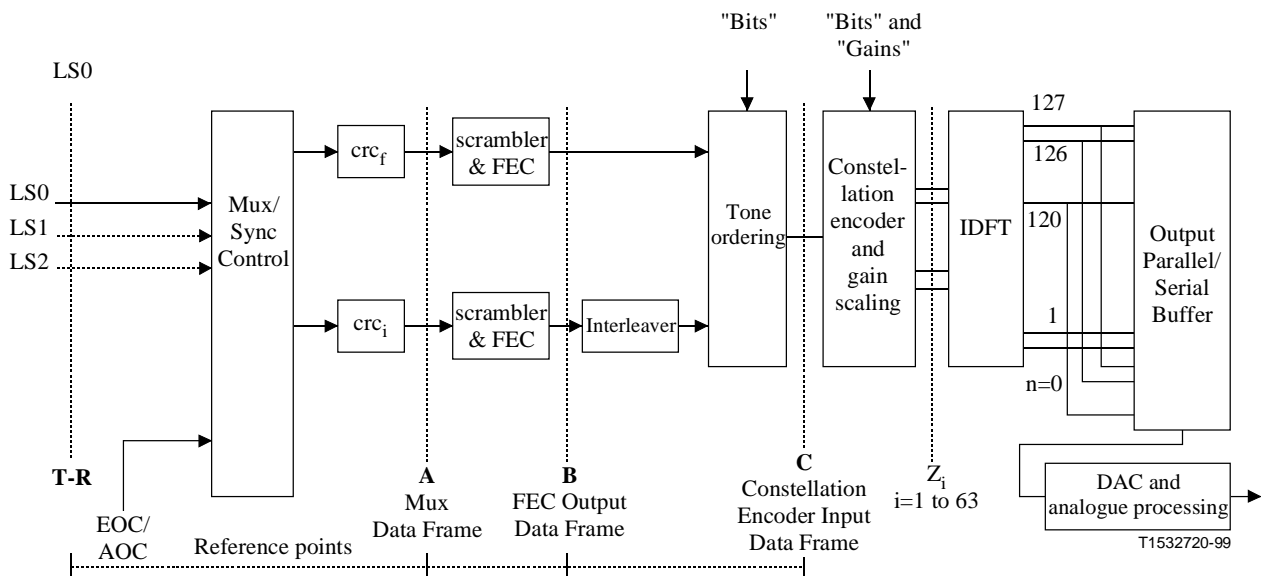 "Bits"
"Bits" and
"Gains"
LS0
127
126
120
1
n=0
crc_f
scrambler
& FEC
LS0
LS1
LS2
Mux/
Sync
Control
Tone
ordering
Constel-
lation
encoder
and
gain
scaling
IDFT
Output
Parallel/
Serial
Buffer
crc_i
scrambler
& FEC
Interleaver
T-R
A
Mux
Data Frame
B
FEC Output
Data Frame
C
Constellation
Encoder Input
Data Frame
Z_i
i=1 to 63
DAC and
analogue processing
EOC/
AOC
Reference points
T1532720-99